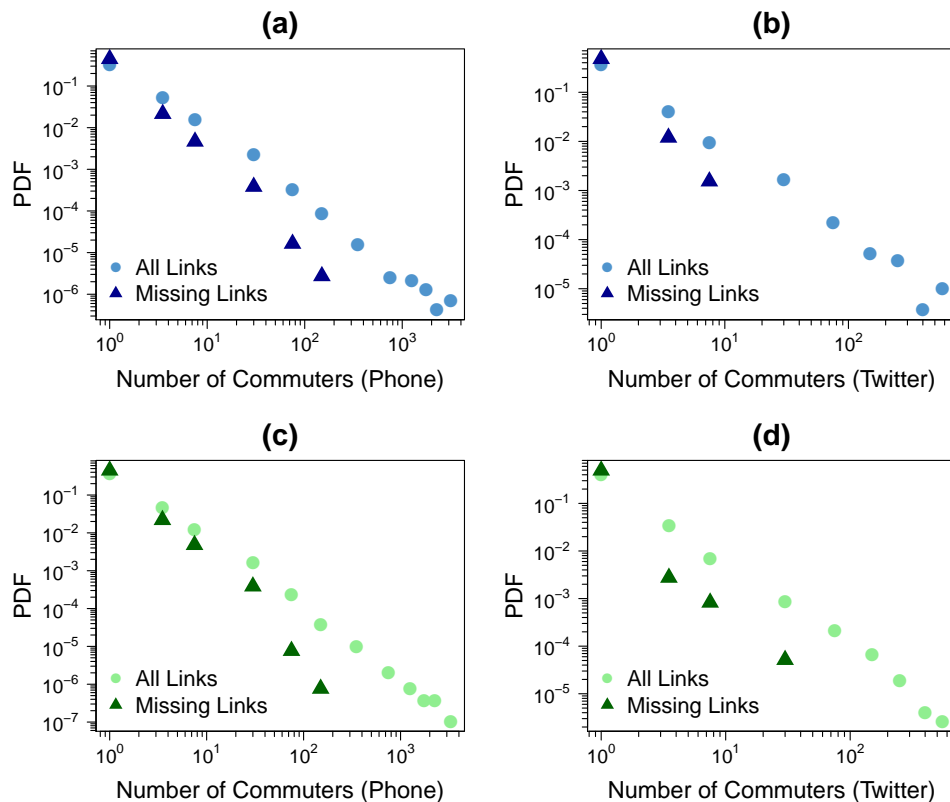 (a)
PDF
10⁻¹
10⁻²
10⁻³
10⁻⁴
10⁻⁵
10⁻⁶
All Links
Missing Links
10⁰ 10¹ 10² 10³
Number of Commuters (Phone)
(b)
PDF
10⁻¹
10⁻²
10⁻³
10⁻⁴
10⁻⁵
All Links
Missing Links
10⁰ 10¹ 10²
Number of Commuters (Twitter)
(c)
PDF
10⁻¹
10⁻²
10⁻³
10⁻⁴
10⁻⁵
10⁻⁶
10⁻⁷
All Links
Missing Links
10⁰ 10¹ 10² 10³
Number of Commuters (Phone)
(d)
PDF
10⁻¹
10⁻²
10⁻³
10⁻⁴
10⁻⁵
All Links
Missing Links
10⁰ 10¹ 10²
Number of Commuters (Twitter)